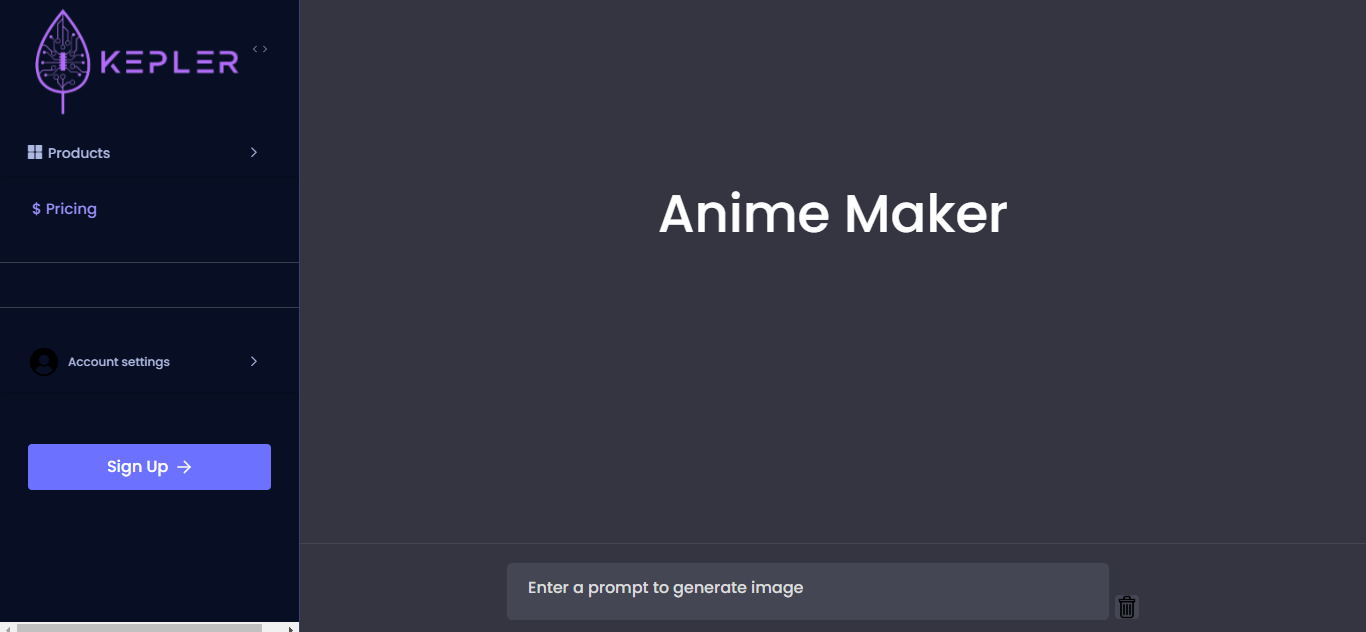 KEPLER
Products
$ Pricing
Account settings
Sign Up →
Anime Maker
Enter a prompt to generate image